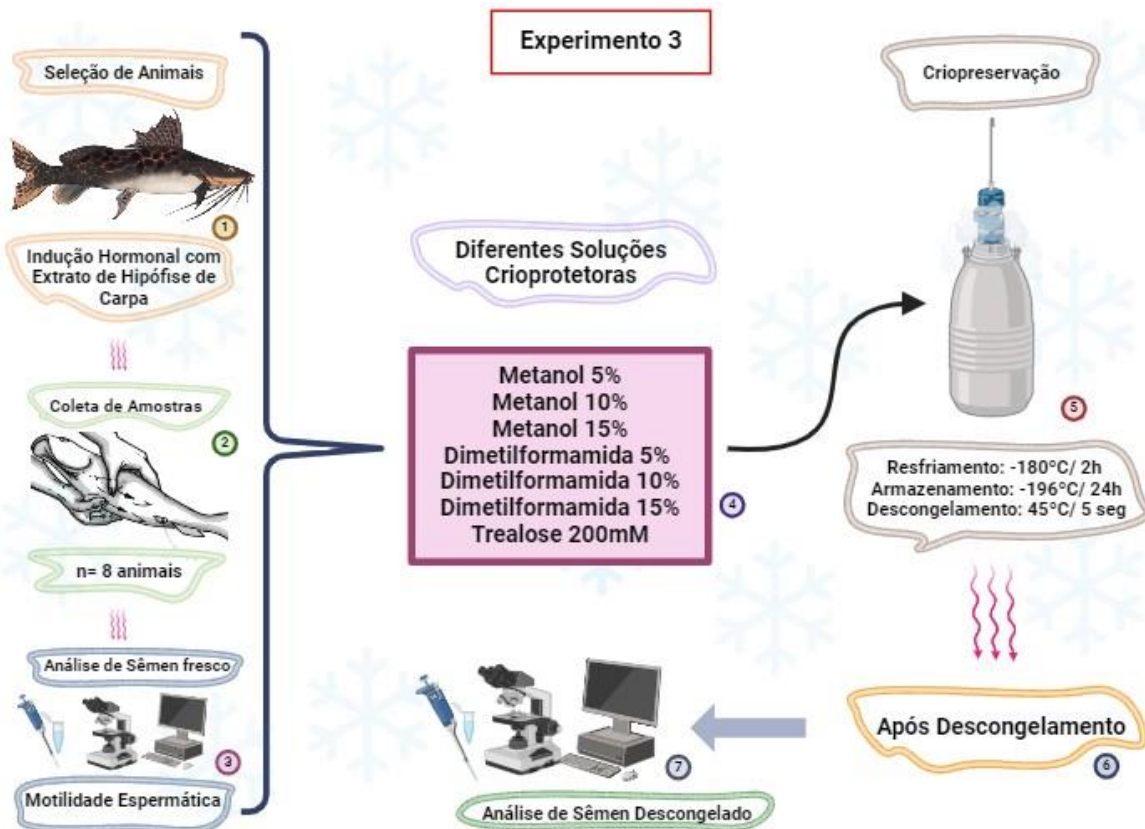 Experimento 3
Seleção de Animais
1
Indução Hormonal com
Extrato de Hipófise de
Carpa
Coleta de Amostras
2
n= 8 animais
Análise de Sêmen fresco
3
Motilidade Espermática
Diferentes Soluções
Crioprotetoras
Metanol 5%
Metanol 10%
Metanol 15%
Dimetilformamida 5%
Dimetilformamida 10%
Dimetilformamida 15%
Trealose 200mM
4
Criopreservação
5
Resfriamento: -180ºC/ 2h
Armazenamento: -196ºC/ 24h
Descongelamento: 45ºC/ 5 seg
Após Descongelamento
6
7
Análise de Sêmen Descongelado